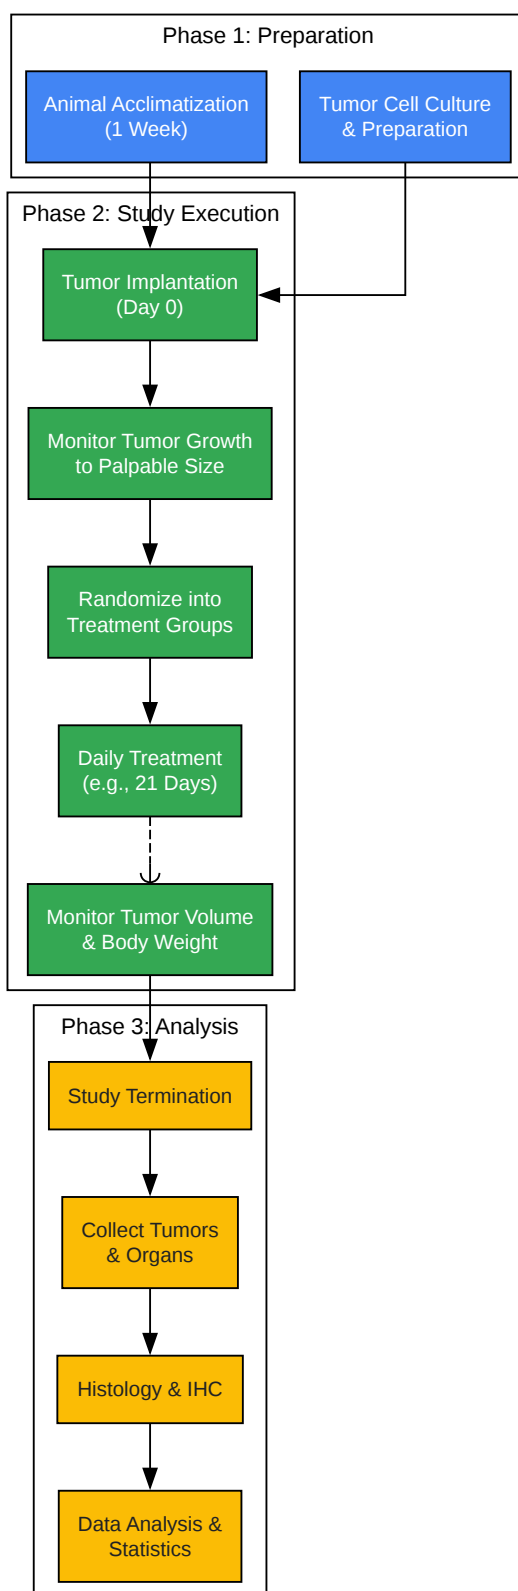 Phase 1: Preparation
Animal Acclimatization
(1 Week)
Tumor Cell Culture
& Preparation
Phase 2: Study Execution
Tumor Implantation
(Day 0)
Monitor Tumor Growth
to Palpable Size
Randomize into
Treatment Groups
Daily Treatment
(e.g., 21 Days)
Monitor Tumor Volume
& Body Weight
Phase 3: Analysis
Study Termination
Collect Tumors
& Organs
Histology & IHC
Data Analysis &
Statistics